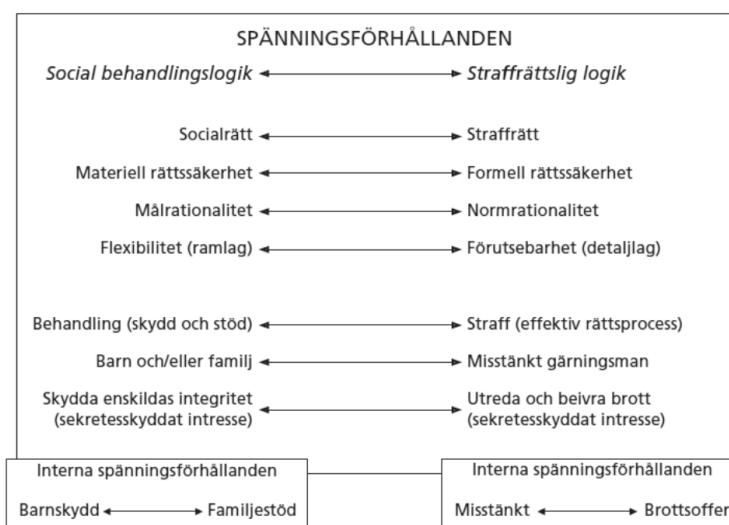 SPÄNNINGSFÖRHÅLLANDEN
Social behandlingslogik Straffrättslig logik
Socialrätt Straffrätt
Materiell rättssäkerhet Formell rättssäkerhet
Målrationalitet Normrationalitet
Flexibilitet (ramlag) Förutsebarhet (detaljlag)
Behandling (skydd och stöd) Straff (effektiv rättsprocess)
Barn och/eller familj Misstänkt gärningsman
Skydda enskildas integritet Utreda och beivra brott
(sekretesskyddat intresse) (sekretesskyddat intresse)
Interna spänningsförhållanden Interna spänningsförhållanden
Barnskydd Familjestöd Misstänkt Brottsoffer